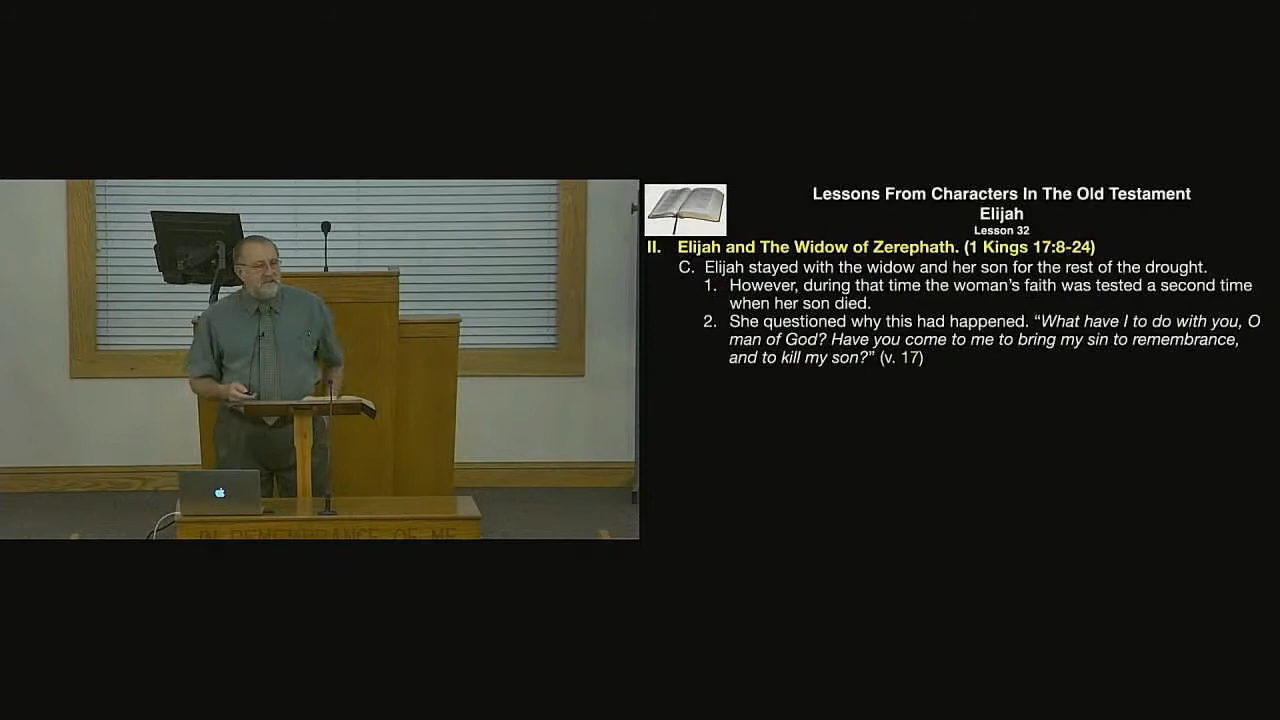 Lessons From Characters In The Old Testament
Elijah
Lesson 32
II. Elijah and The Widow of Zerephath. (1 Kings 17:8-24)
C. Elijah stayed with the widow and her son for the rest of the drought.
1. However, during that time the woman's faith was tested a second time
when her son died.
2. She questioned why this had happened. “What have I to do with you, O
man of God? Have you come to me to bring my sin to remembrance,
and to kill my son?” (v. 17)
IN REMEMBRANCE OF ME